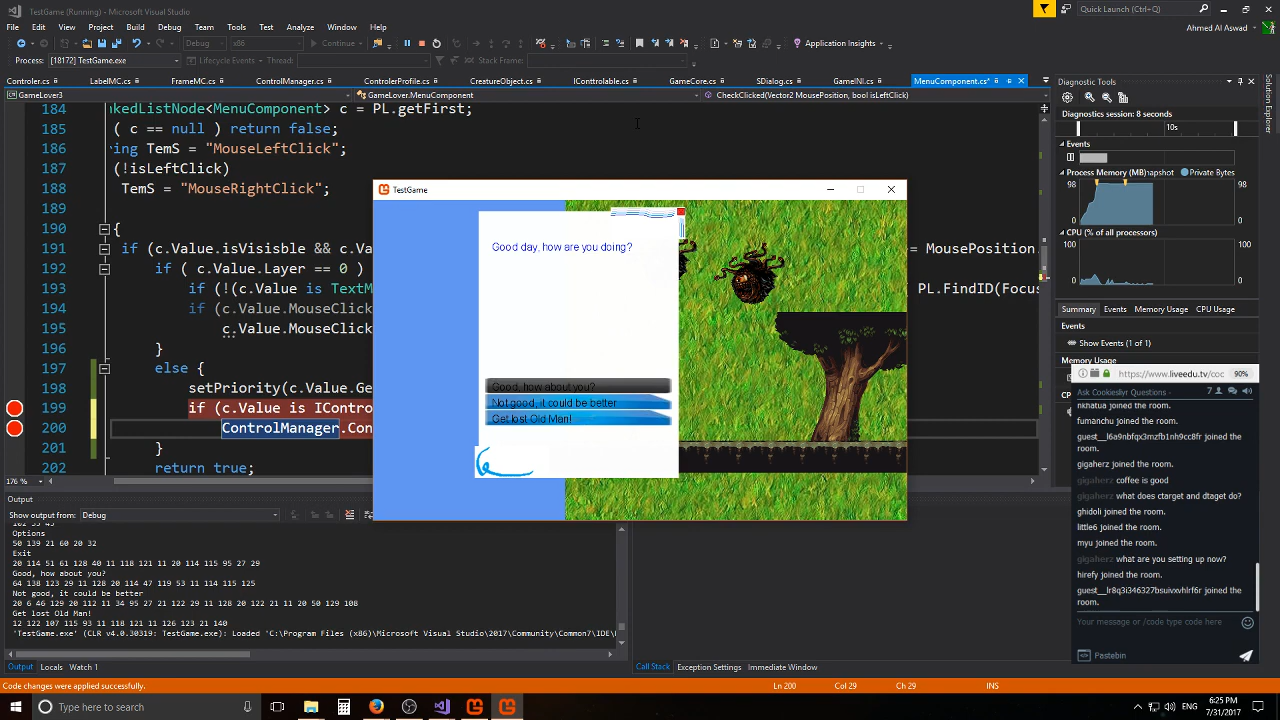 TestGame (Running) - Microsoft Visual Studio
Quick Launch (Ctrl+Q)
File Edit View Project Build Debug Team Tools Test Analyze Window Help
Ahmed Al Aswad
Debug x86 Continue Application Insights
Process: [18172] TestGame.exe Lifecycle Events Thread: Stack Frame:
Controler.cs LabelMC.cs FrameMC.cs ControlManager.cs ControlerProfile.cs CreatureObject.cs IControlable.cs GameCore.cs SDialog.cs GameINI.cs MenuComponent.cs*
GameLover3 GameLover.MenuComponent CheckClicked(Vector2 MousePosition, bool isLeftClick)
184 kedListNode<MenuComponent> c = PL.getFirst;
185 ( c == null ) return false;
186 ing TemS = "MouseLeftClick";
187 (!isLeftClick)
188 TemS = "MouseRightClick";
189
190 {
191 if (c.Value.isVisbble && c.Va = MousePosition.
192 if ( c.Value.Layer == 0 )
193 if (!(c.Value is TextM PL.FindID(Focus
194 if (c.Value.MouseClick
195 c.Value.MouseClick
196 }
197 else {
198 setPriority(c.Value.Ge
199 if (c.Value is IContro
200 ControlManager.Con
201 }
202 return true;
176 %
TestGame
Good day, how are you doing?
Good, how about you?
Not good, it could be better
Get lost Old Man!
Diagnostic Tools
Diagnostics session: 8 seconds
10s
Events
Process Memory (MB) napshot Private Bytes
98 98
0 0
CPU (% of all processors)
100 100
0 0
Summary Events Memory Usage CPU Usage
Events
Show Events (1 of 1)
Memory Usage
Solution Explorer
https://www.liveedu.tv/coc 90%
Ask Cookieslyr Questions 7
nkhatua joined the room.
fumanchu joined the room.
guest__l6a9nbfqx3mzfb1nh9cc8fr joined the
room.
gigaherz joined the room.
gigaherz coffee is good
gigaherz what does ctarget and dtaget do?
ghidoli joined the room.
little6 joined the room.
myu joined the room.
gigaherz what are you setting up now?
hirefy joined the room.
guest__lr8q3i346327bsuivxvhlrf6r joined the
room.
Your message or /code type code here
Pastebin
Output
Show output from: Debug
Options
50 139 21 60 20 32
Exit
20 114 51 61 128 40 11 118 121 11 20 114 115 95 27 29
Good, how about you?
64 138 123 29 11 128 20 114 47 119 53 11 114 115 125
Not good, it could be better
20 6 46 129 20 112 11 34 95 27 21 122 29 11 128 122 21 11 20 50 129 108
Get lost Old Man!
12 122 107 115 93 11 118 121 11 126 123 21 140
'TestGame.exe' (CLR v4.0.30319: TestGame.exe): Loaded 'C:\Program Files (x86)\Microsoft Visual Studio\2017\Community\Common7\IDE\
Output Locals Watch 1
Call Stack Exception Settings Immediate Window
Code changes were applied successfully. Ln 200 Col 29 Ch 29 INS
Type here to search
ENG
6:25 PM
7/31/2017